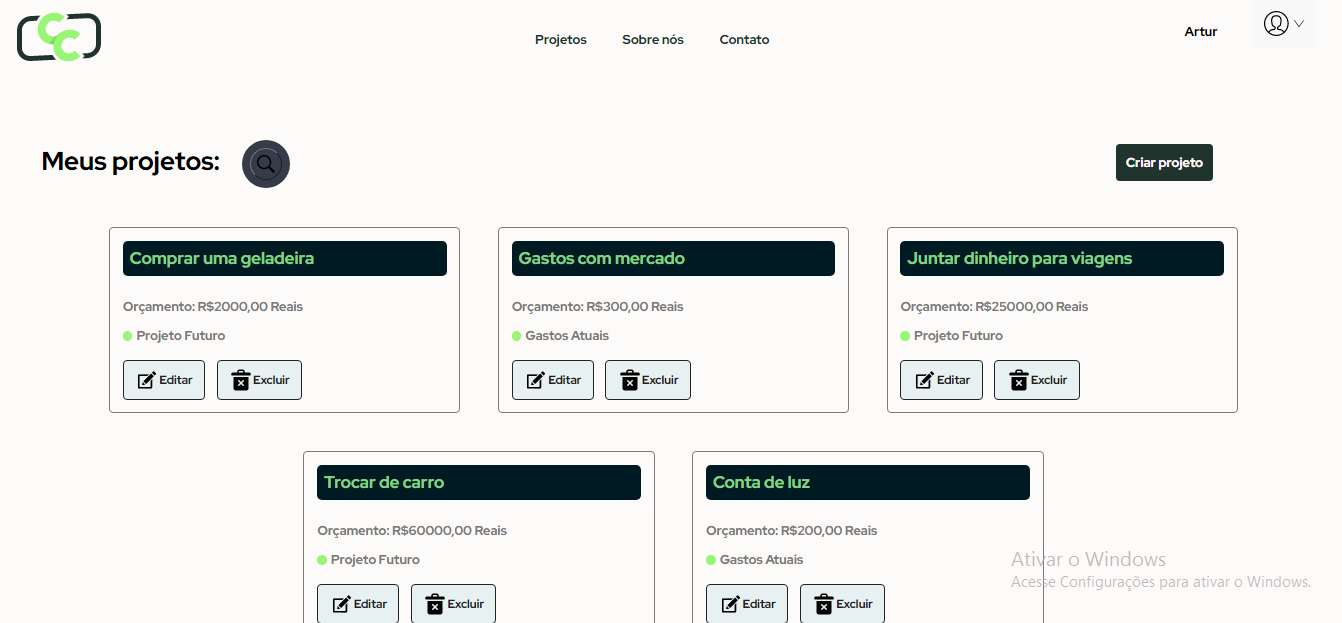 CC
Projetos Sobre nós Contato Artur
Meus projetos:
Criar projeto
Comprar uma geladeira
Orçamento: R$2000,00 Reais
Projeto Futuro
Editar Excluir
Gastos com mercado
Orçamento: R$300,00 Reais
Gastos Atuais
Editar Excluir
Juntar dinheiro para viagens
Orçamento: R$25000,00 Reais
Projeto Futuro
Editar Excluir
Trocar de carro
Orçamento: R$60000,00 Reais
Projeto Futuro
Editar Excluir
Conta de luz
Orçamento: R$200,00 Reais
Gastos Atuais
Editar Excluir
Ativar o Windows
Acesse Configurações para ativar o Windows.